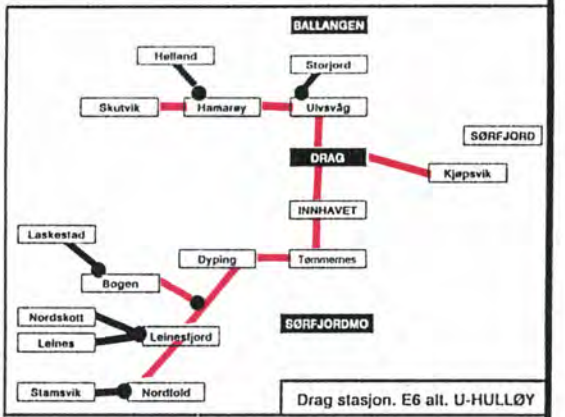 BALLANGEN
Helland
Storjord
Skutvik
Hamarøy
Ulvsvåg
SØRFJORD
DRAG
Kjøpsvik
INNHAVET
Laskestad
Dyping
Tømmernes
Bogen
Nordskott
SØRFJORDMO
Leinesfjord
Leines
Stamsvik
Nordfold
Drag stasjon. E6 alt. U-HULLØY